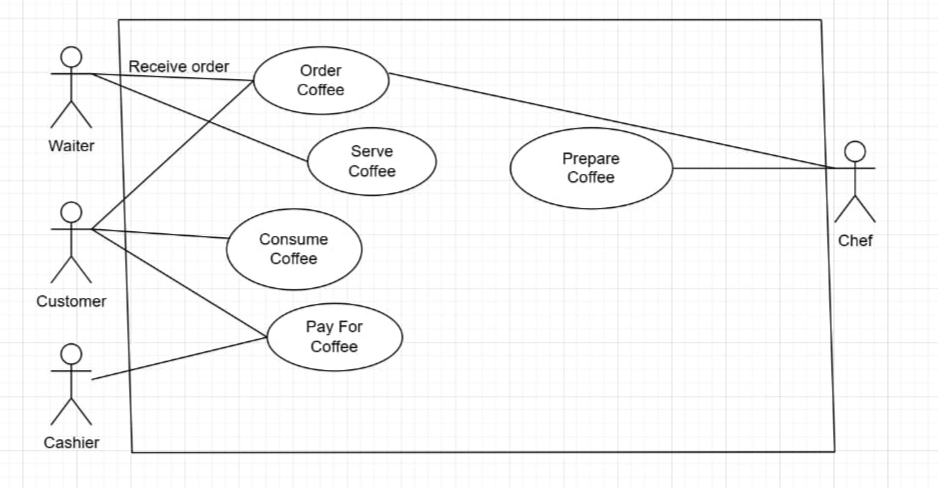 Receive order
Order
Coffee
Waiter
Serve
Coffee
Prepare
Coffee
Chef
Consume
Coffee
Customer
Pay For
Coffee
Cashier